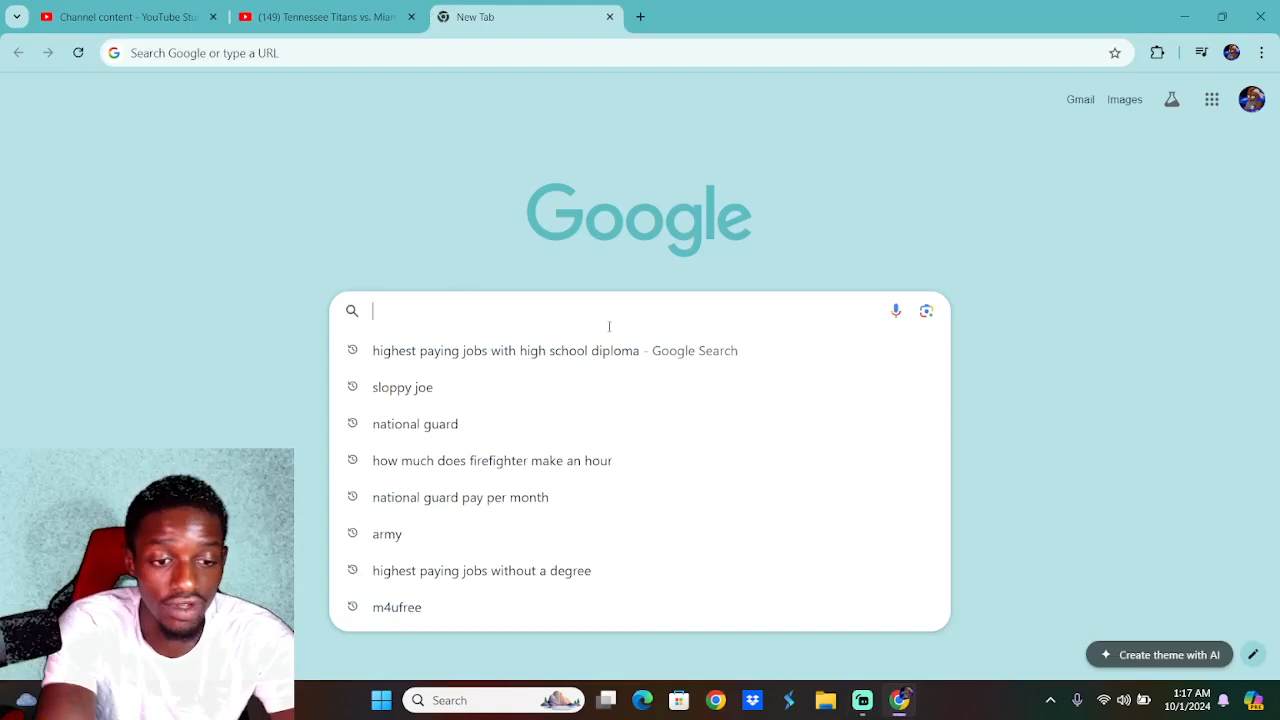 Channel content - YouTube Stu
(149) Tennessee Titans vs. Miam
New Tab
Search Google or type a URL
Gmail
Images
Google
highest paying jobs with high school diploma - Google Search
sloppy joe
national guard
how much does firefighter make an hour
national guard pay per month
army
highest paying jobs without a degree
m4ufree
Create theme with AI
Search
1:17 AM
10/1/2024